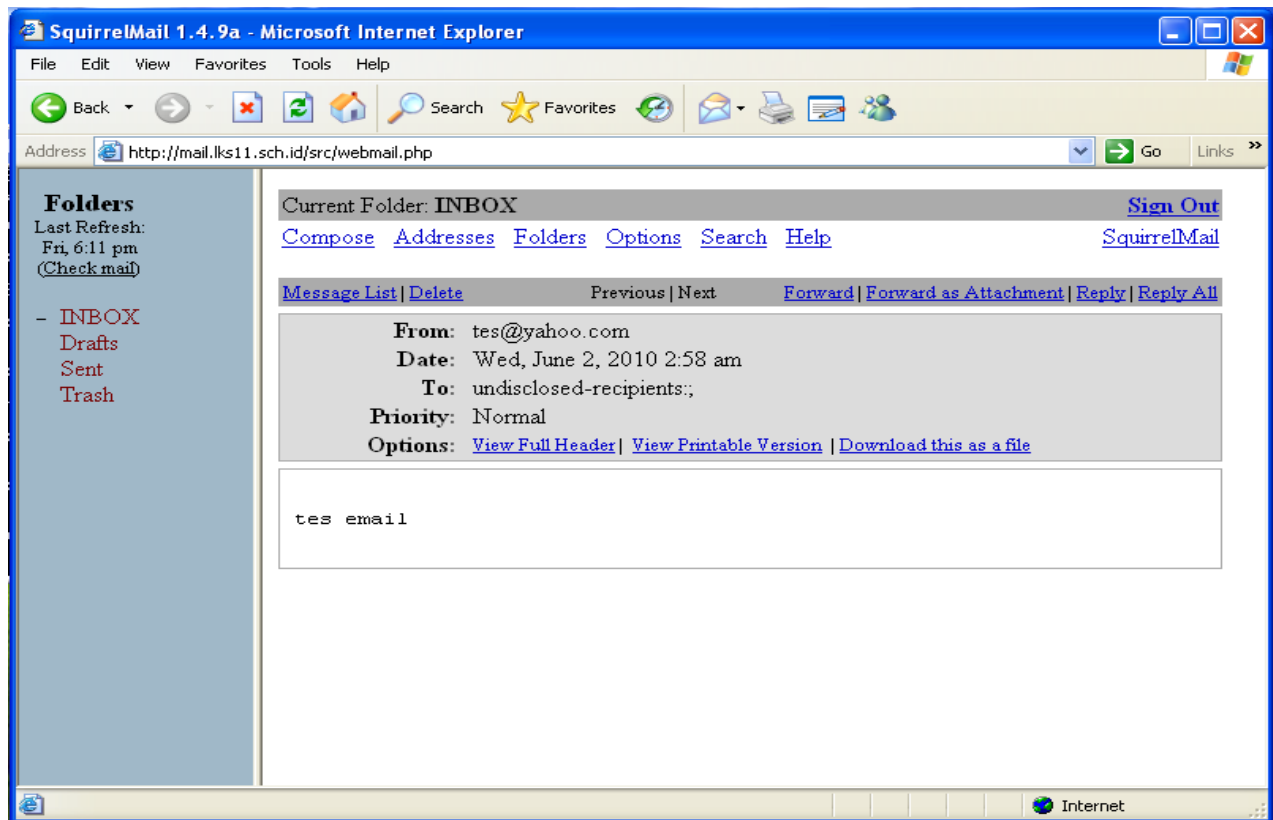 SquirrelMail 1.4.9a - Microsoft Internet Explorer
File Edit View Favorites Tools Help
Back Search Favorites
Address http://mail.lks11.sch.id/src/webmail.php Go Links »
Folders
Last Refresh:
Fri, 6:11 pm
(Check mail)
– INBOX
Drafts
Sent
Trash
Current Folder: INBOX Sign Out
Compose Addresses Folders Options Search Help SquirrelMail
Message List | Delete Previous | Next Forward | Forward as Attachment | Reply | Reply All
From: tes@yahoo.com
Date: Wed, June 2, 2010 2:58 am
To: undisclosed-recipients:;
Priority: Normal
Options: View Full Header | View Printable Version | Download this as a file
tes email
Internet